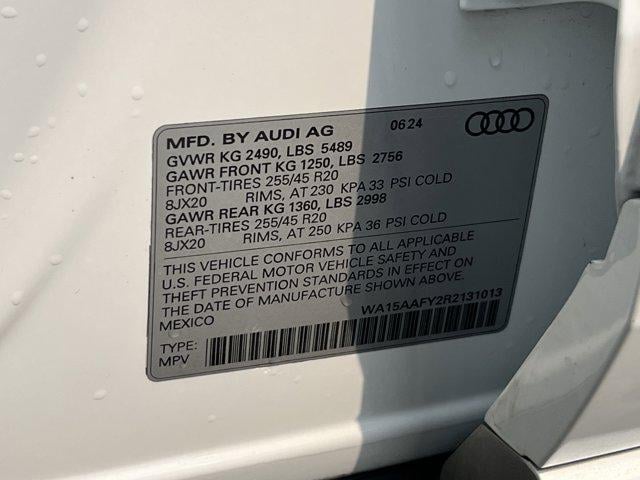 MFD. BY AUDI AG 0624
GVWR KG 2490, LBS 5489
GAWR FRONT KG 1250, LBS 2756
FRONT-TIRES 255/45 R20
8JX20 RIMS, AT 230 KPA 33 PSI COLD
GAWR REAR KG 1360, LBS 2998
REAR-TIRES 255/45 R20
8JX20 RIMS, AT 250 KPA 36 PSI COLD
THIS VEHICLE CONFORMS TO ALL APPLICABLE
U.S. FEDERAL MOTOR VEHICLE SAFETY AND
THEFT PREVENTION STANDARDS IN EFFECT ON
THE DATE OF MANUFACTURE SHOWN ABOVE.
MEXICO WA15AAFY2R2131013
TYPE:
MPV